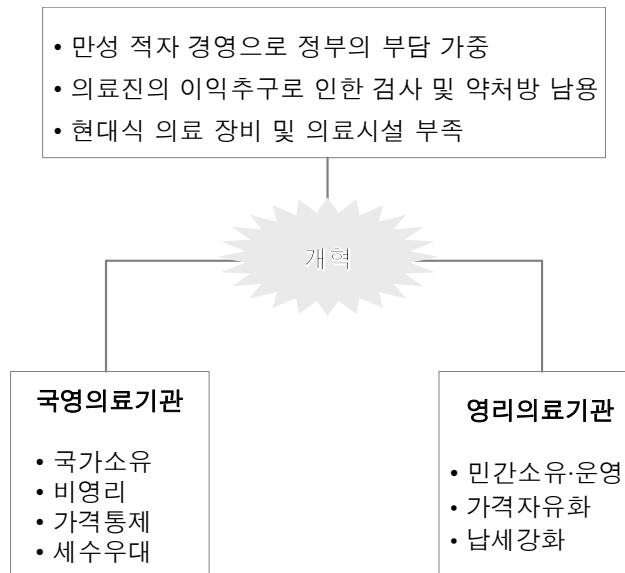 • 만성 적자 경영으로 정부의 부담 가중
• 의료진의 이익추구로 인한 검사 및 약처방 남용
• 현대식 의료 장비 및 의료시설 부족
개혁
국영의료기관
• 국가소유
• 비영리
• 가격통제
• 세수우대
영리의료기관
• 민간소유·운영
• 가격자유화
• 납세강화